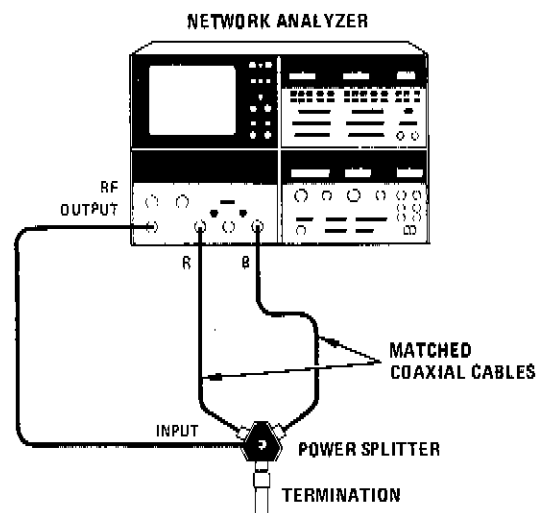 NETWORK ANALYZER
RF
OUTPUT
R
B
MATCHED
COAXIAL CABLES
INPUT
POWER SPLITTER
TERMINATION